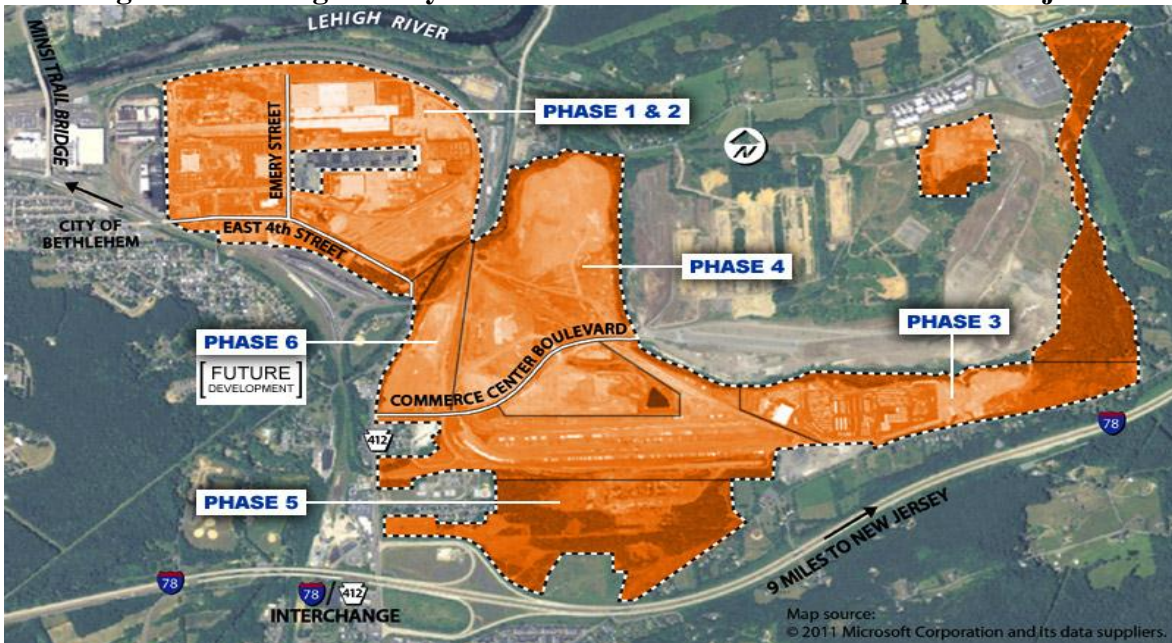 LEHIGH RIVER
MINSI TRAIL BRIDGE
PHASE 1 & 2
EMERY STREET
N
CITY OF
BETHLEHEM
EAST 4th STREET
PHASE 4
PHASE 3
PHASE 6
[FUTURE
DEVELOPMENT]
COMMERCE CENTER BOULEVARD
412
78
PHASE 5
9 MILES TO NEW JERSEY
78
78/412
INTERCHANGE
Map source:
© 2011 Microsoft Corporation and its data suppliers.